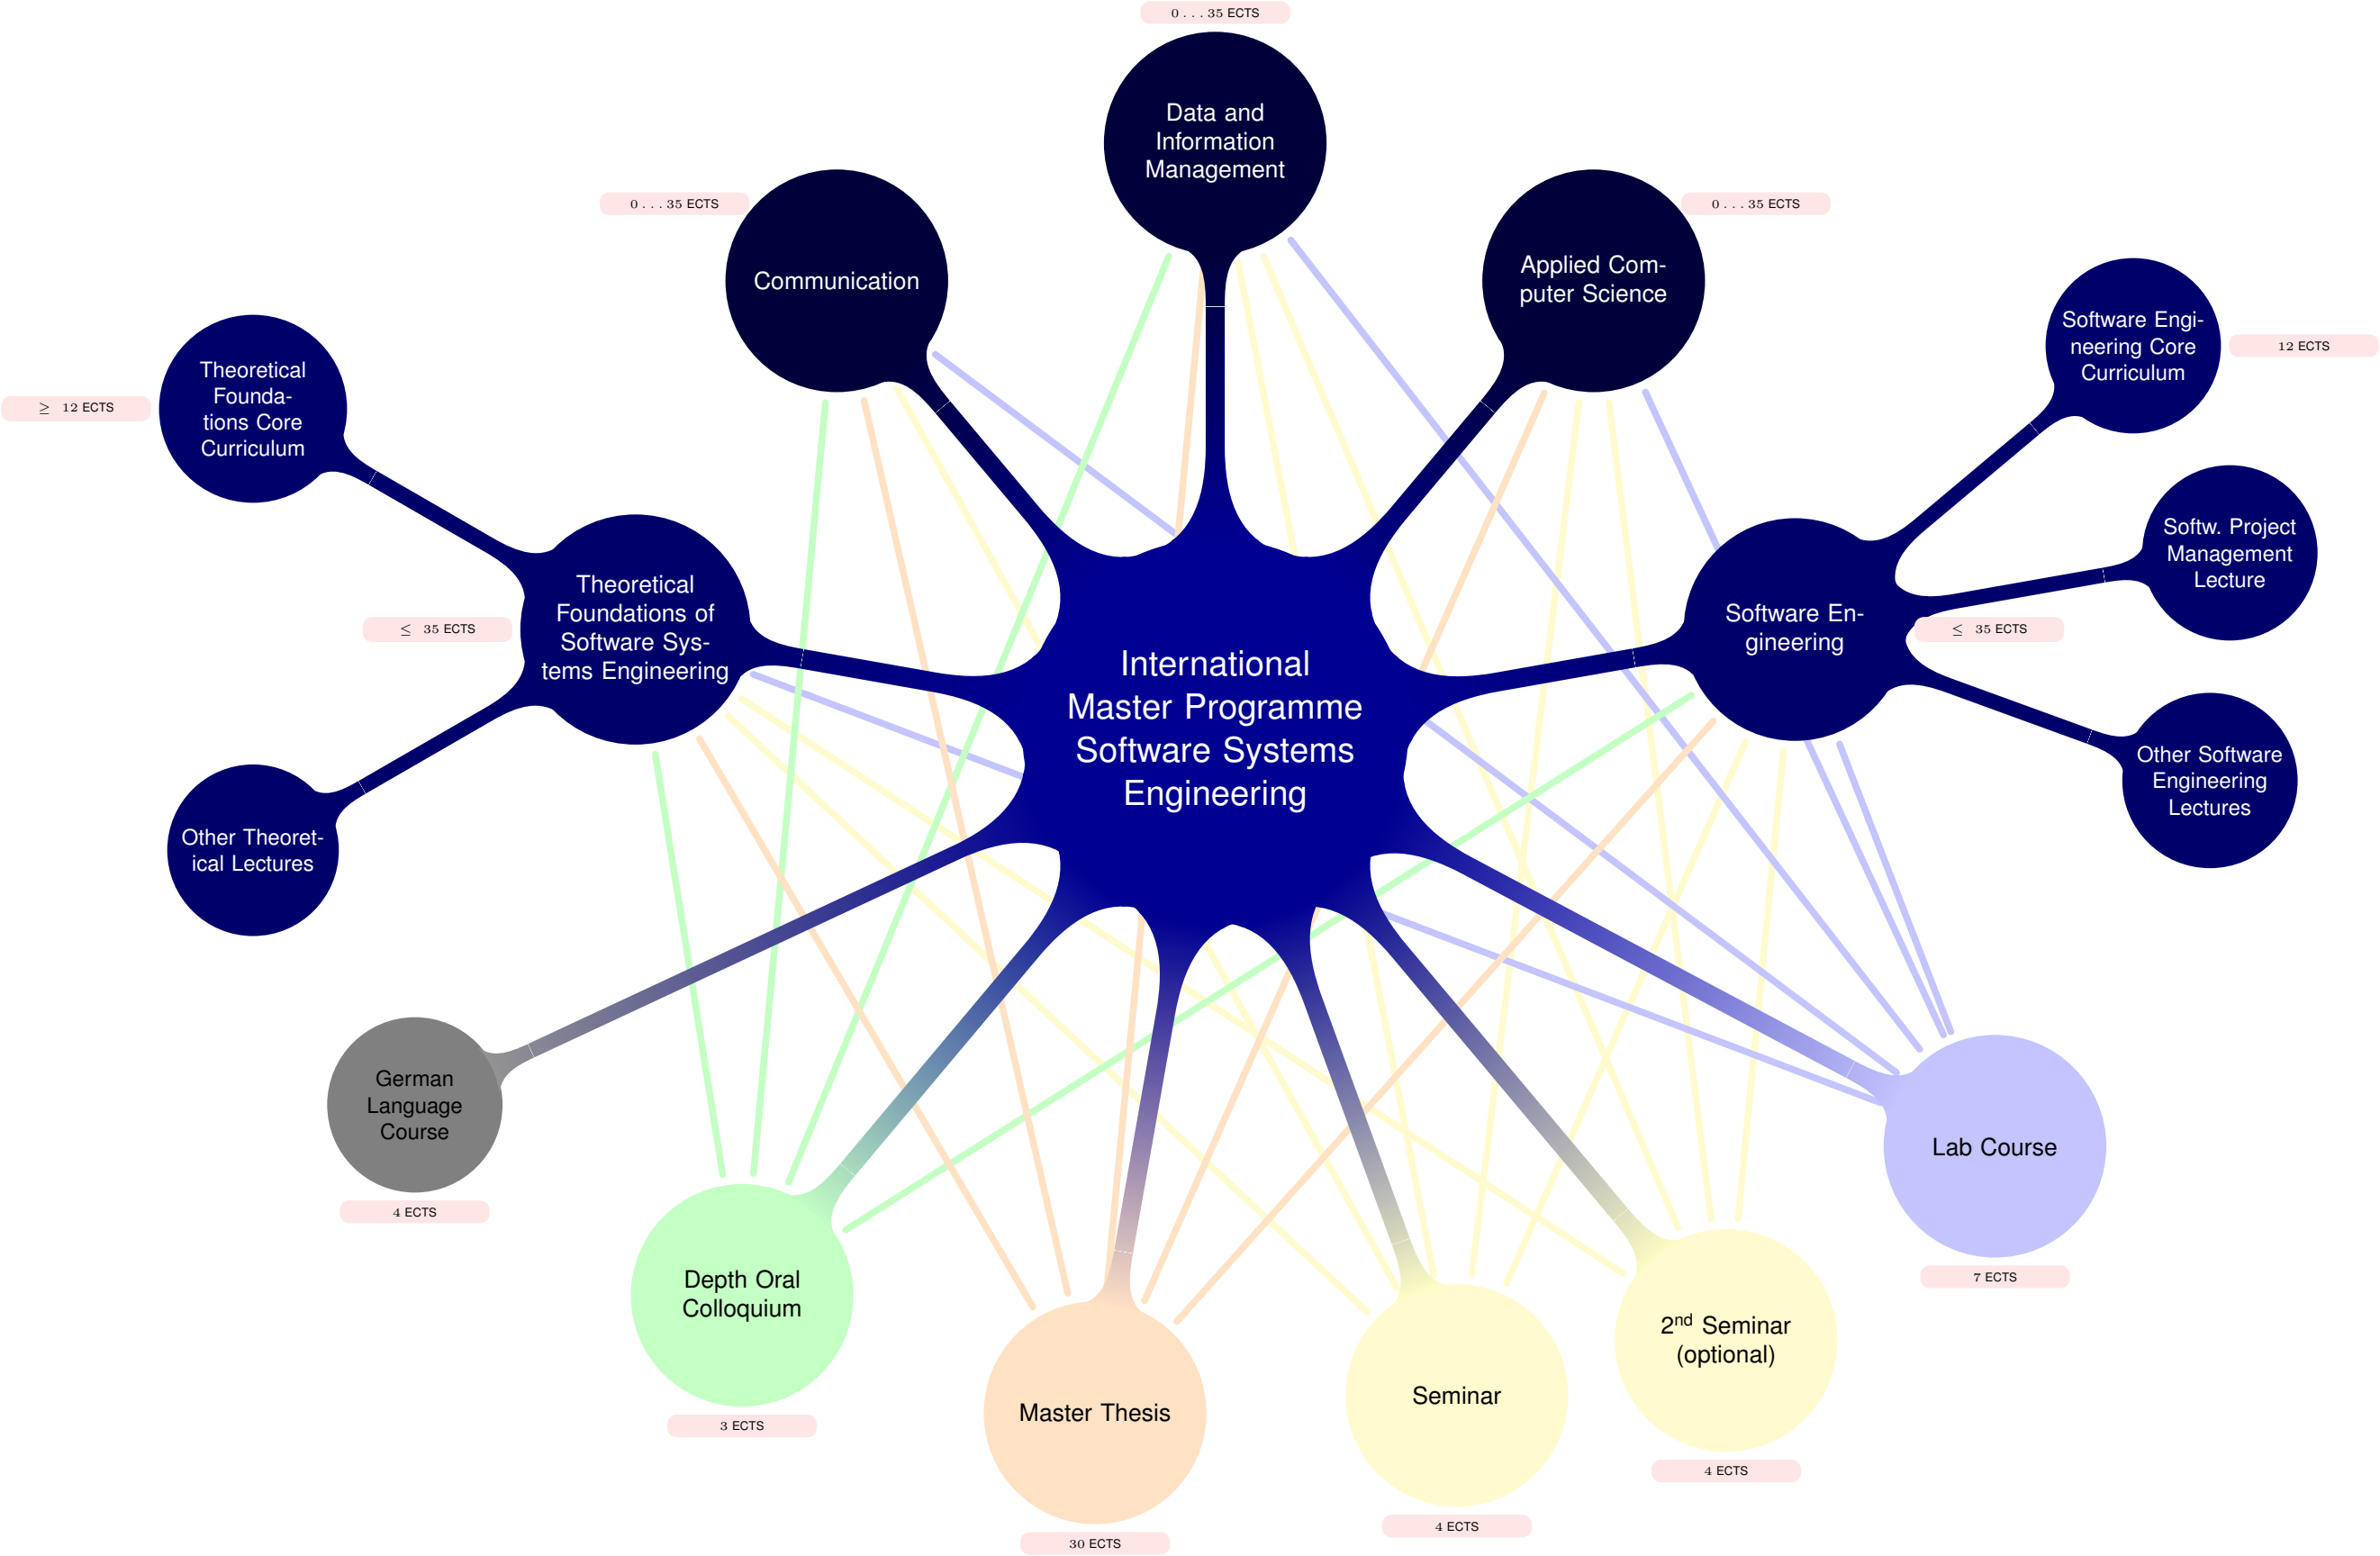 0 . . . 35 ECTS
Data and
Information
Management
0 . . . 35 ECTS
Communication
0 . . . 35 ECTS
Applied Com-
puter Science
Software Engi-
neering Core
Curriculum
12 ECTS
Theoretical
Founda-
tions Core
Curriculum
≥ 12 ECTS
Softw. Project
Management
Lecture
Theoretical
Foundations of
Software Sys-
tems Engineering
≤ 35 ECTS
Software En-
gineering
≤ 35 ECTS
International
Master Programme
Software Systems
Engineering
Other Software
Engineering
Lectures
Other Theoret-
ical Lectures
German
Language
Course
4 ECTS
Lab Course
7 ECTS
Depth Oral
Colloquium
3 ECTS
2nd Seminar
(optional)
4 ECTS
Master Thesis
30 ECTS
Seminar
4 ECTS